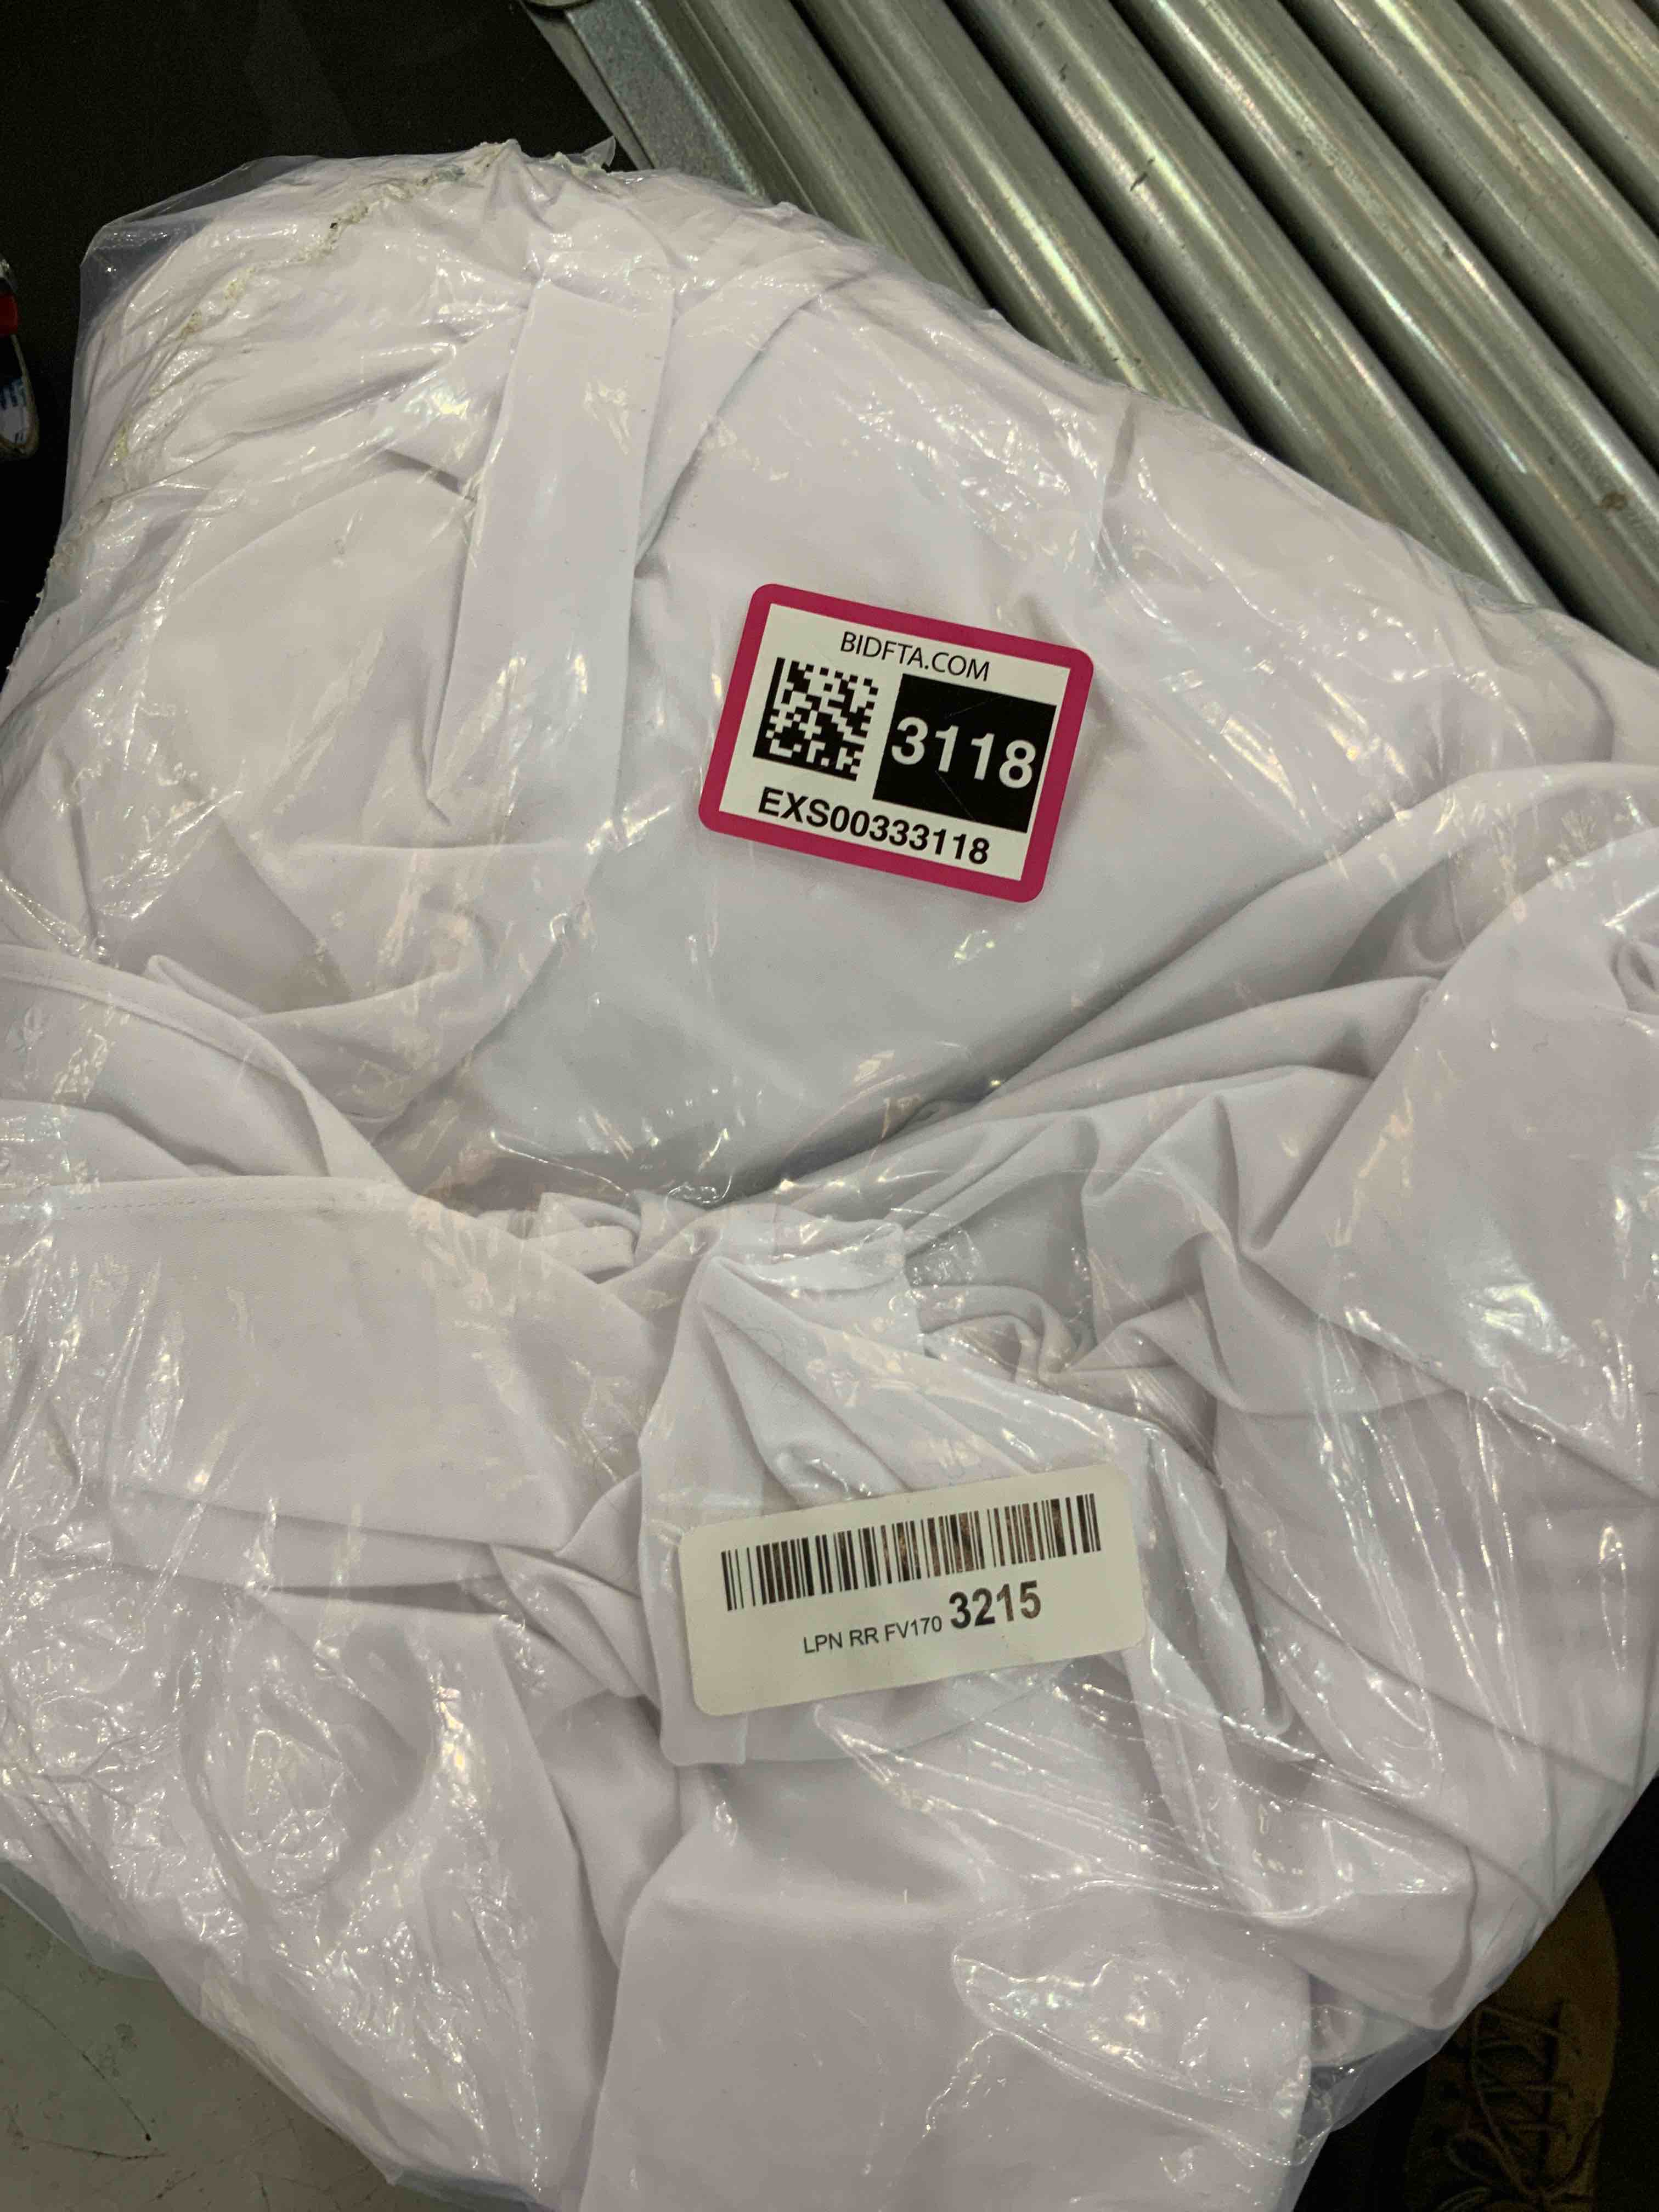 BIDFTA.COM
3118
EXS00333118
LPN RR FV170 3215